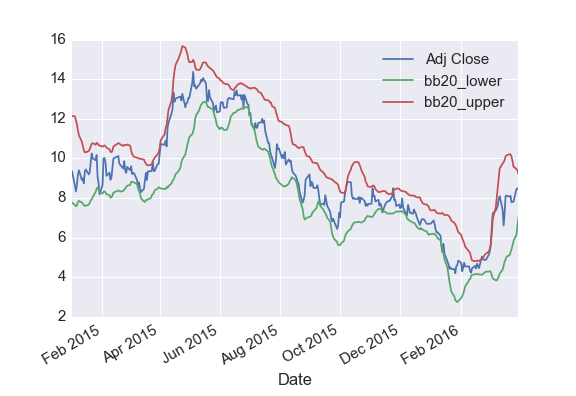 16
14
12
10
8
6
4
2
Adj Close
bb20_lower
bb20_upper
Feb 2015
Apr 2015
Jun 2015
Aug 2015
Oct 2015
Dec 2015
Feb 2016
Date